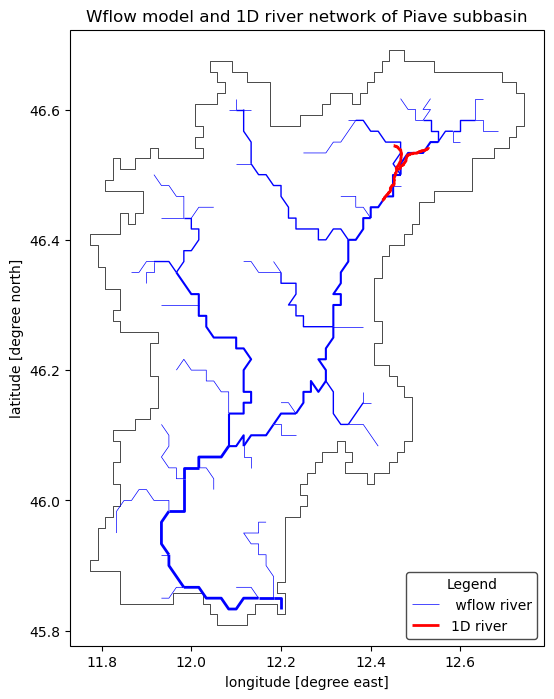 Wflow model and 1D river network of Piave subbasin
latitude [degree north]
46.6
46.4
46.2
46.0
45.8
11.8 12.0 12.2 12.4 12.6
longitude [degree east]
Legend
wflow river
1D river